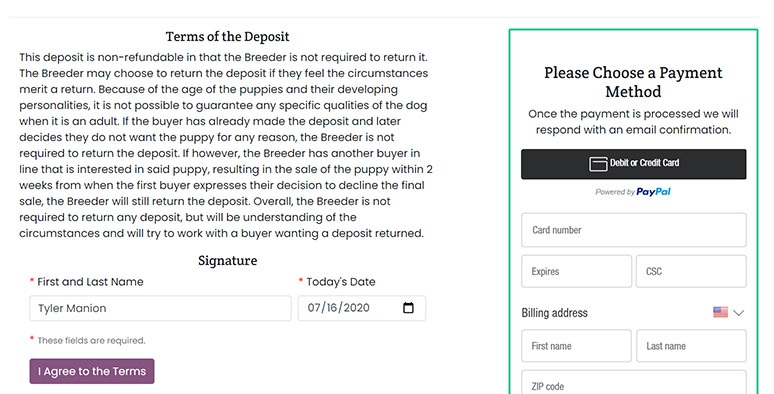 Terms of the Deposit
This deposit is non-refundable in that the Breeder is not required to return it.
The Breeder may choose to return the deposit if they feel the circumstances
merit a return. Because of the age of the puppies and their developing
personalities, it is not possible to guarantee any specific qualities of the dog
when it is an adult. If the buyer has already made the deposit and later
decides they do not want the puppy for any reason, the Breeder is not
required to return the deposit. If however, the Breeder has another buyer in
line that is interested in said puppy, resulting in the sale of the puppy within 2
weeks from when the first buyer expresses their decision to decline the final
sale, the Breeder will still return the deposit. Overall, the Breeder is not
required to return any deposit, but will be understanding of the
circumstances and will try to work with a buyer wanting a deposit returned.
Signature
* First and Last Name
* Today's Date
Tyler Manion
07/16/2020
* These fields are required.
I Agree to the Terms
Please Choose a Payment
Method
Once the payment is processed we will
respond with an email confirmation.
Debit or Credit Card
Powered by PayPal
Card number
Expires
CSC
Billing address
First name
Last name
ZIP code